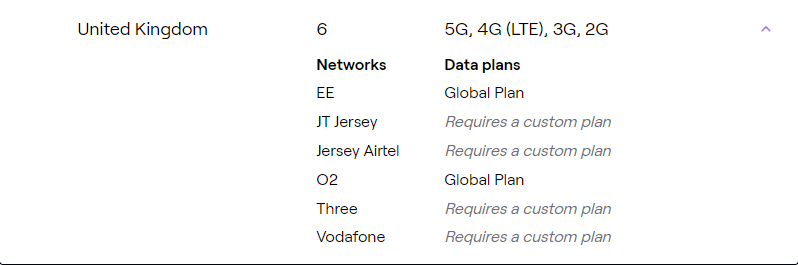 United Kingdom 6 5G, 4G (LTE), 3G, 2G
Networks Data plans
EE Global Plan
JT Jersey Requires a custom plan
Jersey Airtel Requires a custom plan
O2 Global Plan
Three Requires a custom plan
Vodafone Requires a custom plan